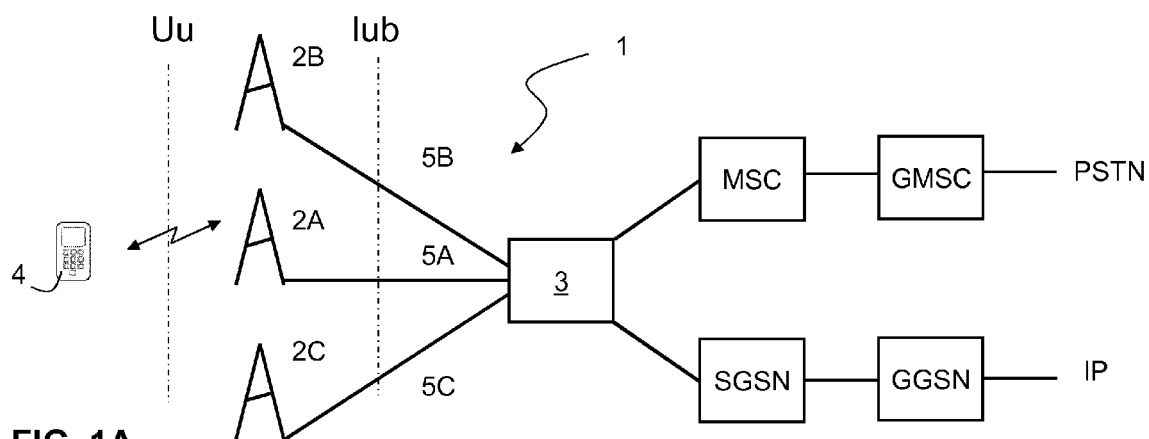 Uu
Iub
1
2B
5B
MSC
GMSC
PSTN
2A
5A
3
4
2C
5C
SGSN
GGSN
IP
FIG. 1A